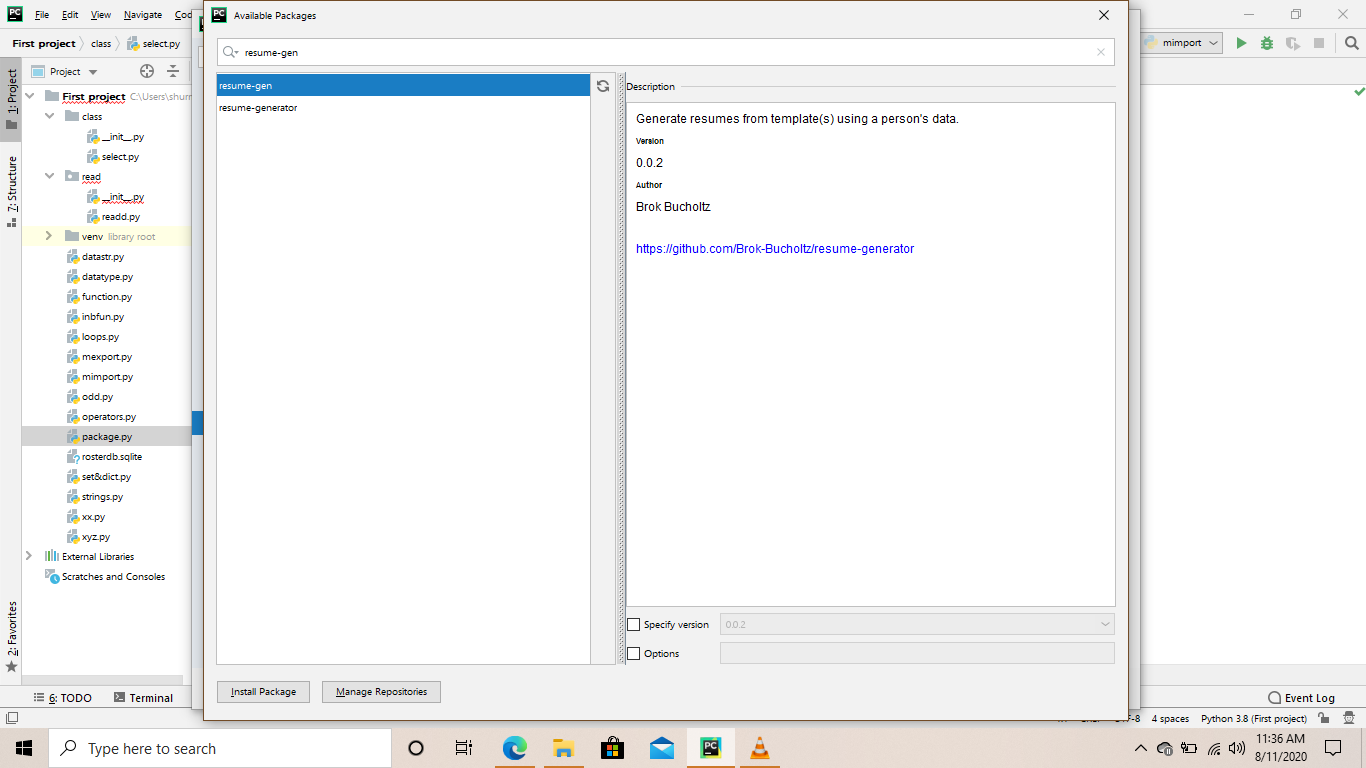 File Edit View Navigate
Available Packages
First project class select.py
mimport
resume-gen
1: Project
Project
First project C:\Users\shurn
class
__init__.py
select.py
read
__init__.py
readd.py
venv library root
datastr.py
datatype.py
function.py
inbfun.py
loops.py
mexport.py
mimport.py
odd.py
operators.py
package.py
rosterdb.sqlite
set&dict.py
strings.py
xx.py
xyz.py
External Libraries
Scratches and Consoles
7: Structure
2: Favorites
resume-gen
resume-generator
Description
Generate resumes from template(s) using a person's data.
Version
0.0.2
Author
Brok Bucholtz
https://github.com/Brok-Bucholtz/resume-generator
Specify version 0.0.2
Options
Install Package Manage Repositories
6: TODO Terminal
Event Log
4 spaces Python 3.8 (First project)
Type here to search
11:36 AM
8/11/2020